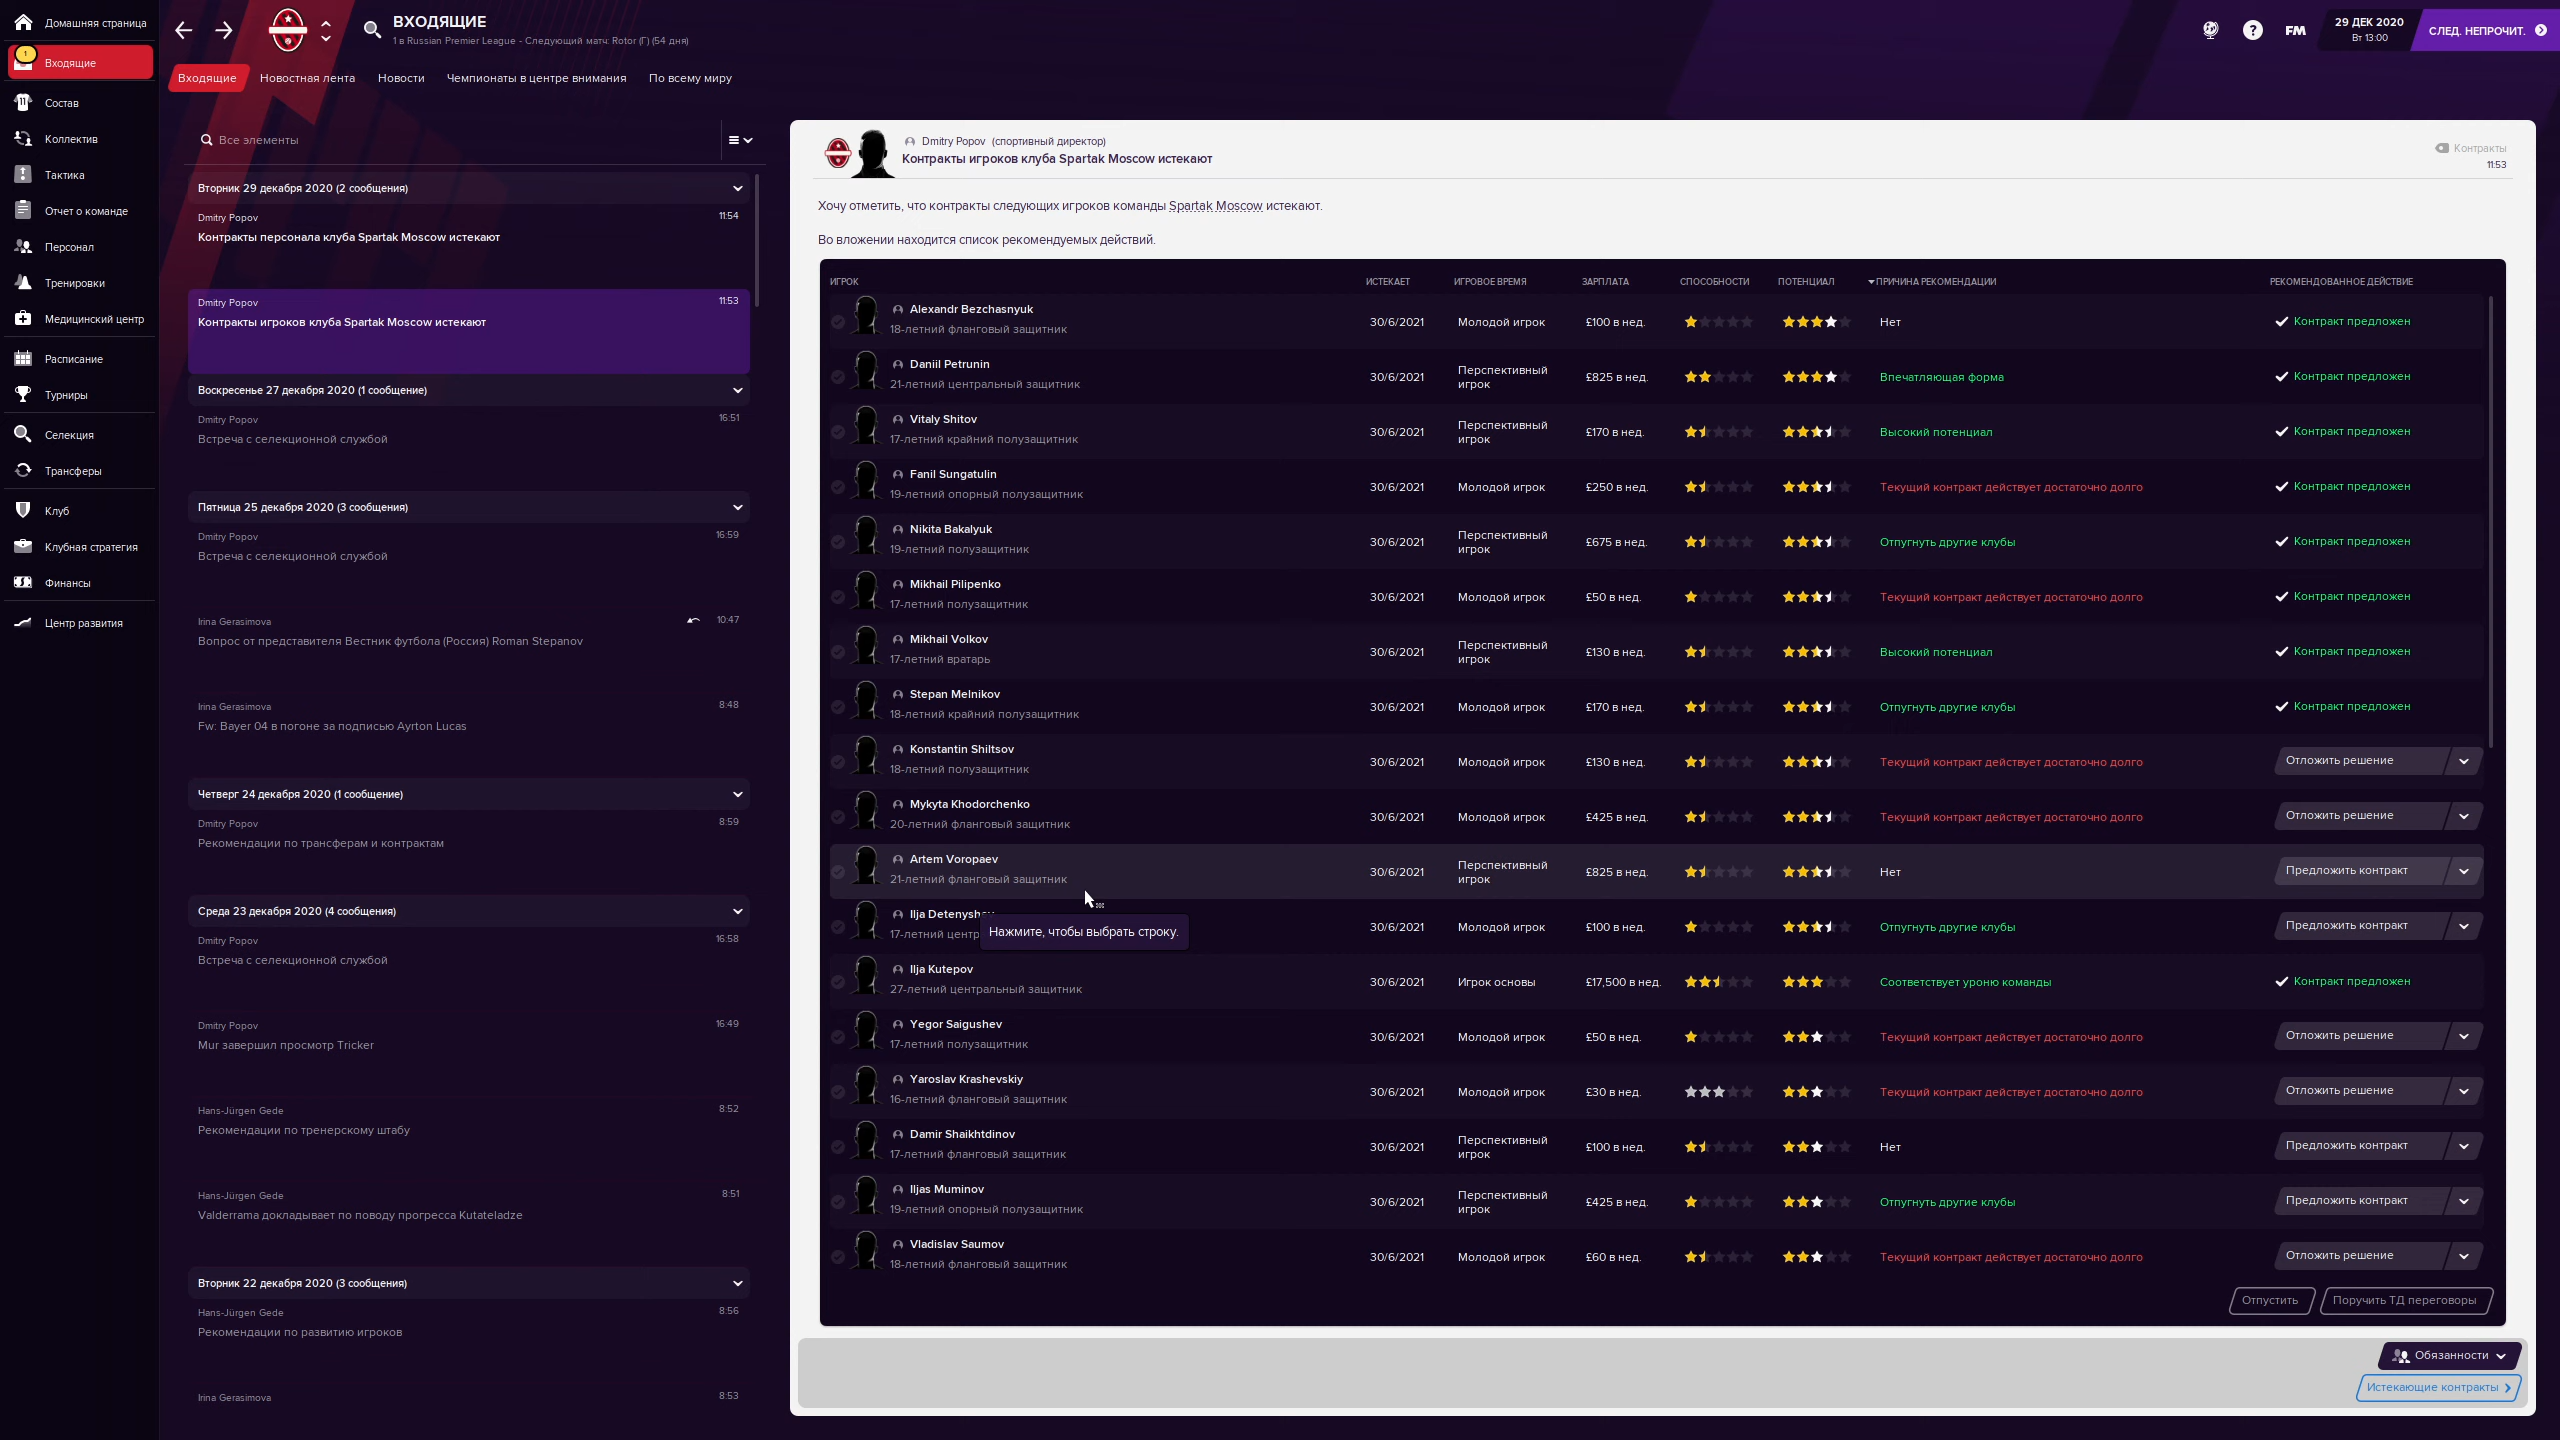 Домашняя страница
1
Входящие
Состав
Коллектив
Тактика
Отчет о команде
Персонал
Тренировки
Медицинский центр
Расписание
Турниры
Селекция
Трансферы
Клуб
Клубная стратегия
Финансы
Центр развития
ВХОДЯЩИЕ
1 в Russian Premier League - Следующий матч: Rotor (Г) (54 дня)
FM
29 ДЕК 2020
Вт 13:00
СЛЕД. НЕПРОЧИТ.
Входящие Новостная лента Новости Чемпионаты в центре внимания По всему миру
Все элементы
Вторник 29 декабря 2020 (2 сообщения)
Dmitry Popov 11:54
Контракты персонала клуба Spartak Moscow истекают
Dmitry Popov 11:53
Контракты игроков клуба Spartak Moscow истекают
Воскресенье 27 декабря 2020 (1 сообщение)
Dmitry Popov 16:51
Встреча с селекционной службой
Пятница 25 декабря 2020 (3 сообщения)
Dmitry Popov 16:59
Встреча с селекционной службой
Irina Gerasimova 10:47
Вопрос от представителя Вестник футбола (Россия) Roman Stepanov
Irina Gerasimova 8:48
Fw: Bayer 04 в погоне за подписью Ayrton Lucas
Четверг 24 декабря 2020 (1 сообщение)
Dmitry Popov 8:59
Рекомендации по трансферам и контрактам
Среда 23 декабря 2020 (4 сообщения)
Dmitry Popov 16:58
Встреча с селекционной службой
Dmitry Popov 16:49
Mur завершил просмотр Tricker
Hans-Jürgen Gede 8:52
Рекомендации по тренерскому штабу
Hans-Jürgen Gede 8:51
Valderrama докладывает по поводу прогресса Kutateladze
Вторник 22 декабря 2020 (3 сообщения)
Hans-Jürgen Gede 8:56
Рекомендации по развитию игроков
Irina Gerasimova 8:53
Dmitry Popov (спортивный директор)
Контракты игроков клуба Spartak Moscow истекают
Контракты
11:53
Хочу отметить, что контракты следующих игроков команды Spartak Moscow истекают.
Во вложении находится список рекомендуемых действий.
ИГРОК ИСТЕКАЕТ ИГРОВОЕ ВРЕМЯ ЗАРПЛАТА СПОСОБНОСТИ ПОТЕНЦИАЛ ПРИЧИНА РЕКОМЕНДАЦИИ РЕКОМЕНДОВАННОЕ ДЕЙСТВИЕ
Alexandr Bezchasnyuk
18-летний фланговый защитник 30/6/2021 Молодой игрок £100 в нед. Нет Контракт предложен
Daniil Petrunin
21-летний центральный защитник 30/6/2021 Перспективный игрок £825 в нед. Впечатляющая форма Контракт предложен
Vitaly Shitov
17-летний крайний полузащитник 30/6/2021 Перспективный игрок £170 в нед. Высокий потенциал Контракт предложен
Fanil Sungatulin
19-летний опорный полузащитник 30/6/2021 Молодой игрок £250 в нед. Текущий контракт действует достаточно долго Контракт предложен
Nikita Bakalyuk
19-летний полузащитник 30/6/2021 Перспективный игрок £675 в нед. Отпугнуть другие клубы Контракт предложен
Mikhail Pilipenko
17-летний полузащитник 30/6/2021 Молодой игрок £50 в нед. Текущий контракт действует достаточно долго Контракт предложен
Mikhail Volkov
17-летний вратарь 30/6/2021 Перспективный игрок £130 в нед. Высокий потенциал Контракт предложен
Stepan Melnikov
18-летний крайний полузащитник 30/6/2021 Молодой игрок £170 в нед. Отпугнуть другие клубы Контракт предложен
Konstantin Shiltsov
18-летний полузащитник 30/6/2021 Молодой игрок £130 в нед. Текущий контракт действует достаточно долго Отложить решение
Mykyta Khodorchenko
20-летний фланговый защитник 30/6/2021 Молодой игрок £425 в нед. Текущий контракт действует достаточно долго Отложить решение
Artem Voropaev
21-летний фланговый защитник 30/6/2021 Перспективный игрок £825 в нед. Нет Предложить контракт
Ilja
17-летний 30/6/2021 Молодой игрок £100 в нед. Отпугнуть другие клубы Предложить контракт
Нажмите, чтобы выбрать строку.
Ilja Kutepov
27-летний центральный защитник 30/6/2021 Игрок основы £17,500 в нед. Соответствует уроню команды Контракт предложен
Yegor Saigushev
17-летний полузащитник 30/6/2021 Молодой игрок £50 в нед. Текущий контракт действует достаточно долго Отложить решение
Yaroslav Krashevskiy
16-летний фланговый защитник 30/6/2021 Молодой игрок £30 в нед. Текущий контракт действует достаточно долго Отложить решение
Damir Shaikhtdinov
17-летний фланговый защитник 30/6/2021 Перспективный игрок £100 в нед. Нет Предложить контракт
Iljas Muminov
19-летний опорный полузащитник 30/6/2021 Перспективный игрок £425 в нед. Отпугнуть другие клубы Предложить контракт
Vladislav Saumov
18-летний фланговый защитник 30/6/2021 Молодой игрок £60 в нед. Текущий контракт действует достаточно долго Отложить решение
Отпустить Поручить ТД переговоры
Обязанности
Истекающие контракты